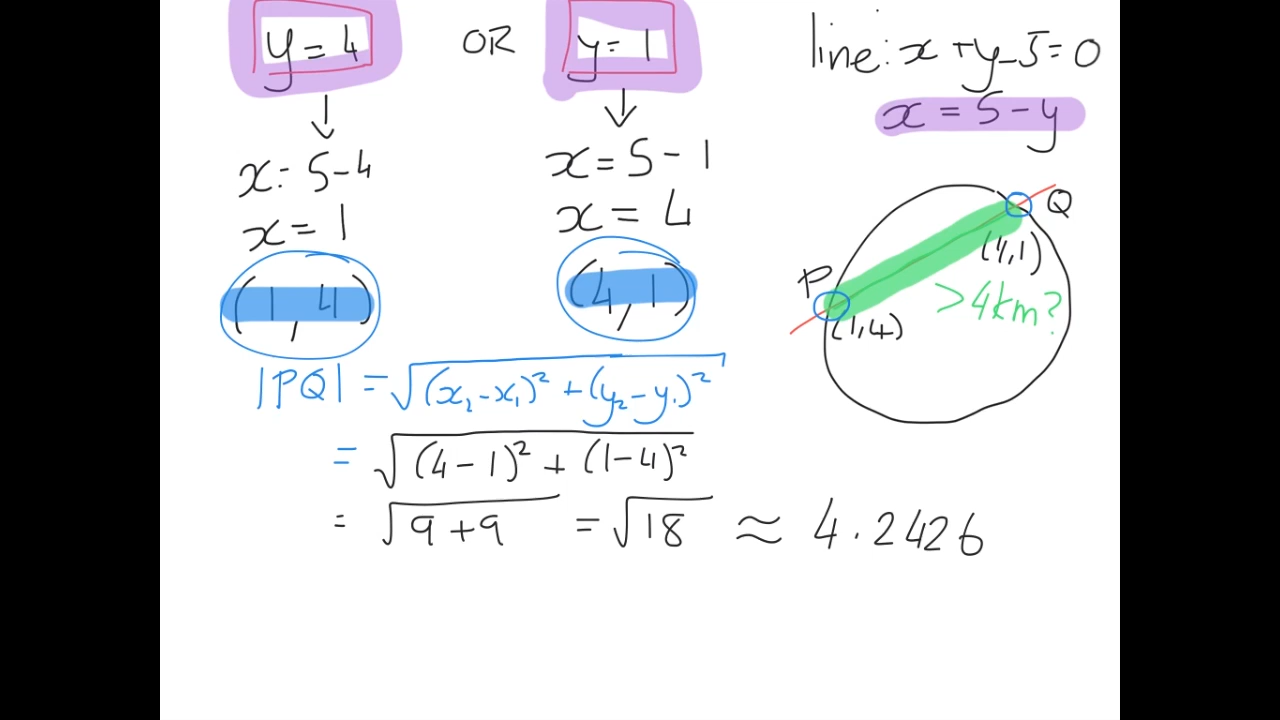 y = 4 OR y = 1
↓ ↓
x = 5 - 4 x = 5 - 1
x = 1 x = 4
(1, 4) (4, 1)
|PQ| = √((x₂ - x₁)² + (y₂ - y₁)²)
= √((4 - 1)² + (1 - 4)²)
= √(9 + 9) = √18 ≈ 4.2426
line: x + y - 5 = 0
x = 5 - y
Q
(4,1)
P
(1,4)
>4km?